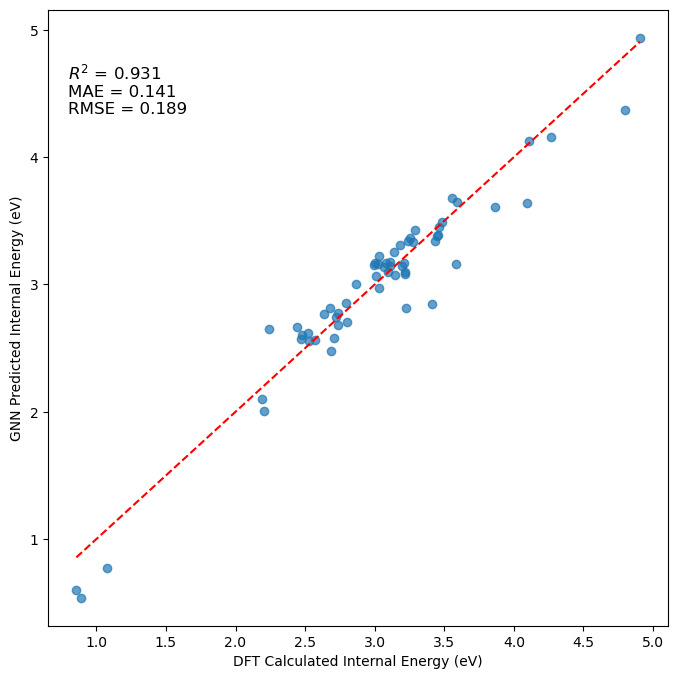 R² = 0.931
MAE = 0.141
RMSE = 0.189
5
4
3
2
1
GNN Predicted Internal Energy (eV)
1.0 1.5 2.0 2.5 3.0 3.5 4.0 4.5 5.0
DFT Calculated Internal Energy (eV)